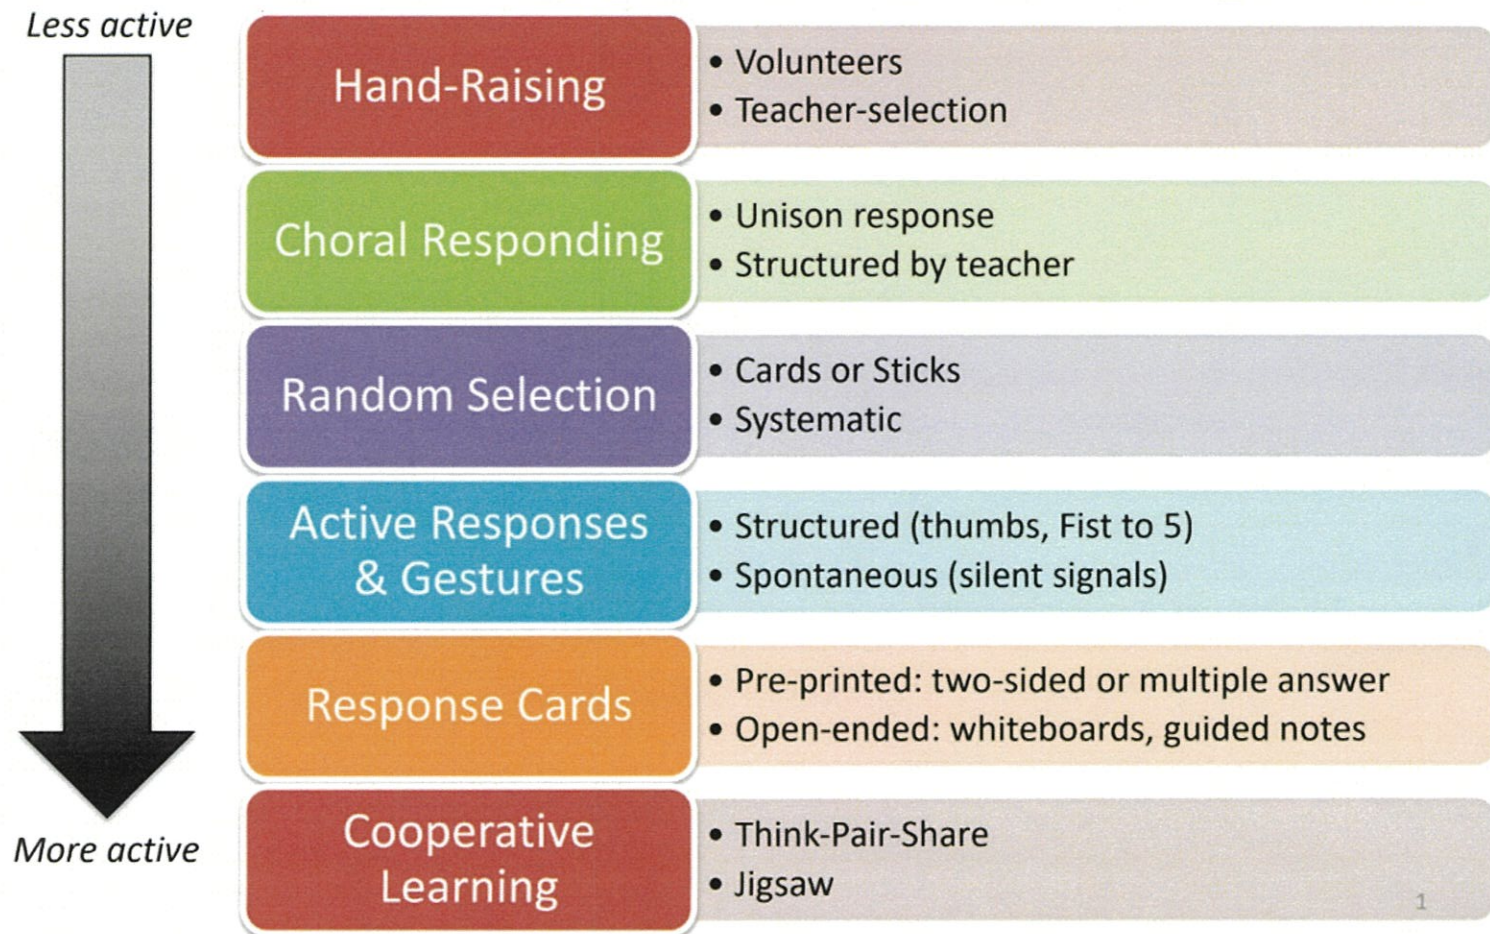 Less active
Hand-Raising
• Volunteers
• Teacher-selection
Choral Responding
• Unison response
• Structured by teacher
Random Selection
• Cards or Sticks
• Systematic
Active Responses
& Gestures
• Structured (thumbs, Fist to 5)
• Spontaneous (silent signals)
Response Cards
• Pre-printed: two-sided or multiple answer
• Open-ended: whiteboards, guided notes
More active
Cooperative
Learning
• Think-Pair-Share
• Jigsaw
1